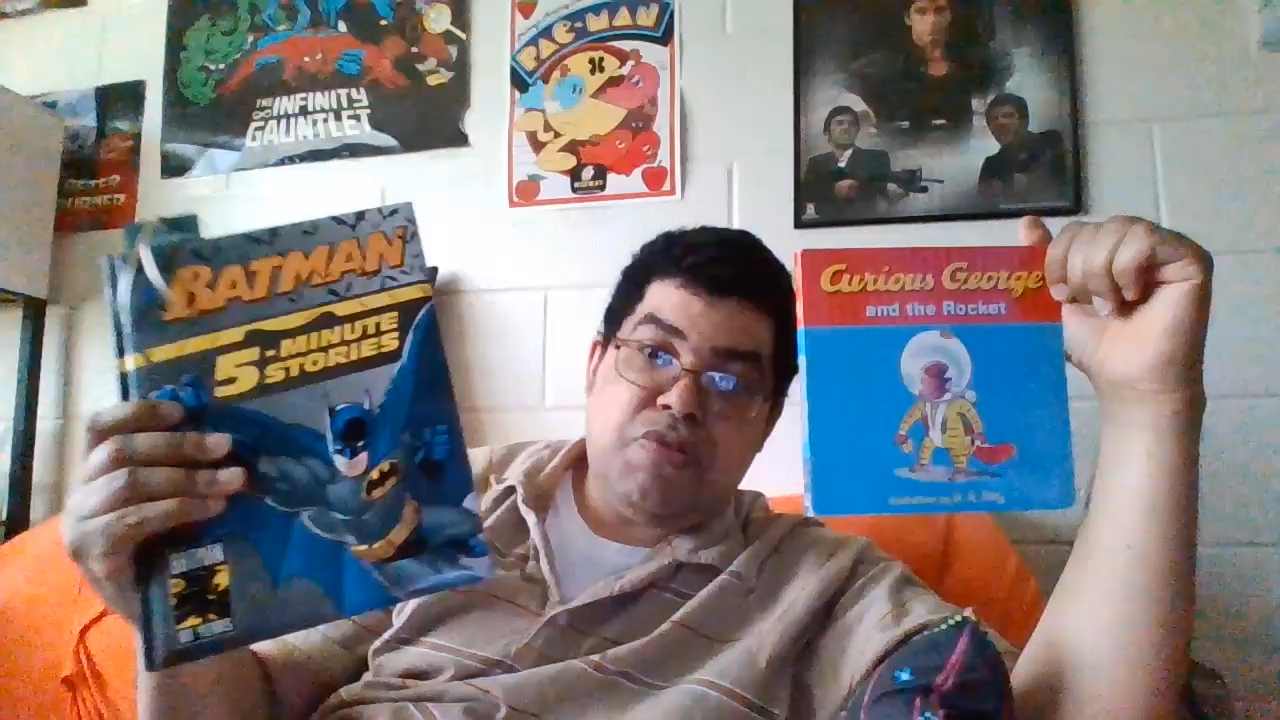 THE INFINITY
GAUNTLET
PAC-MAN
BATMAN
5-MINUTE
STORIES
Curious George
and the Rocket